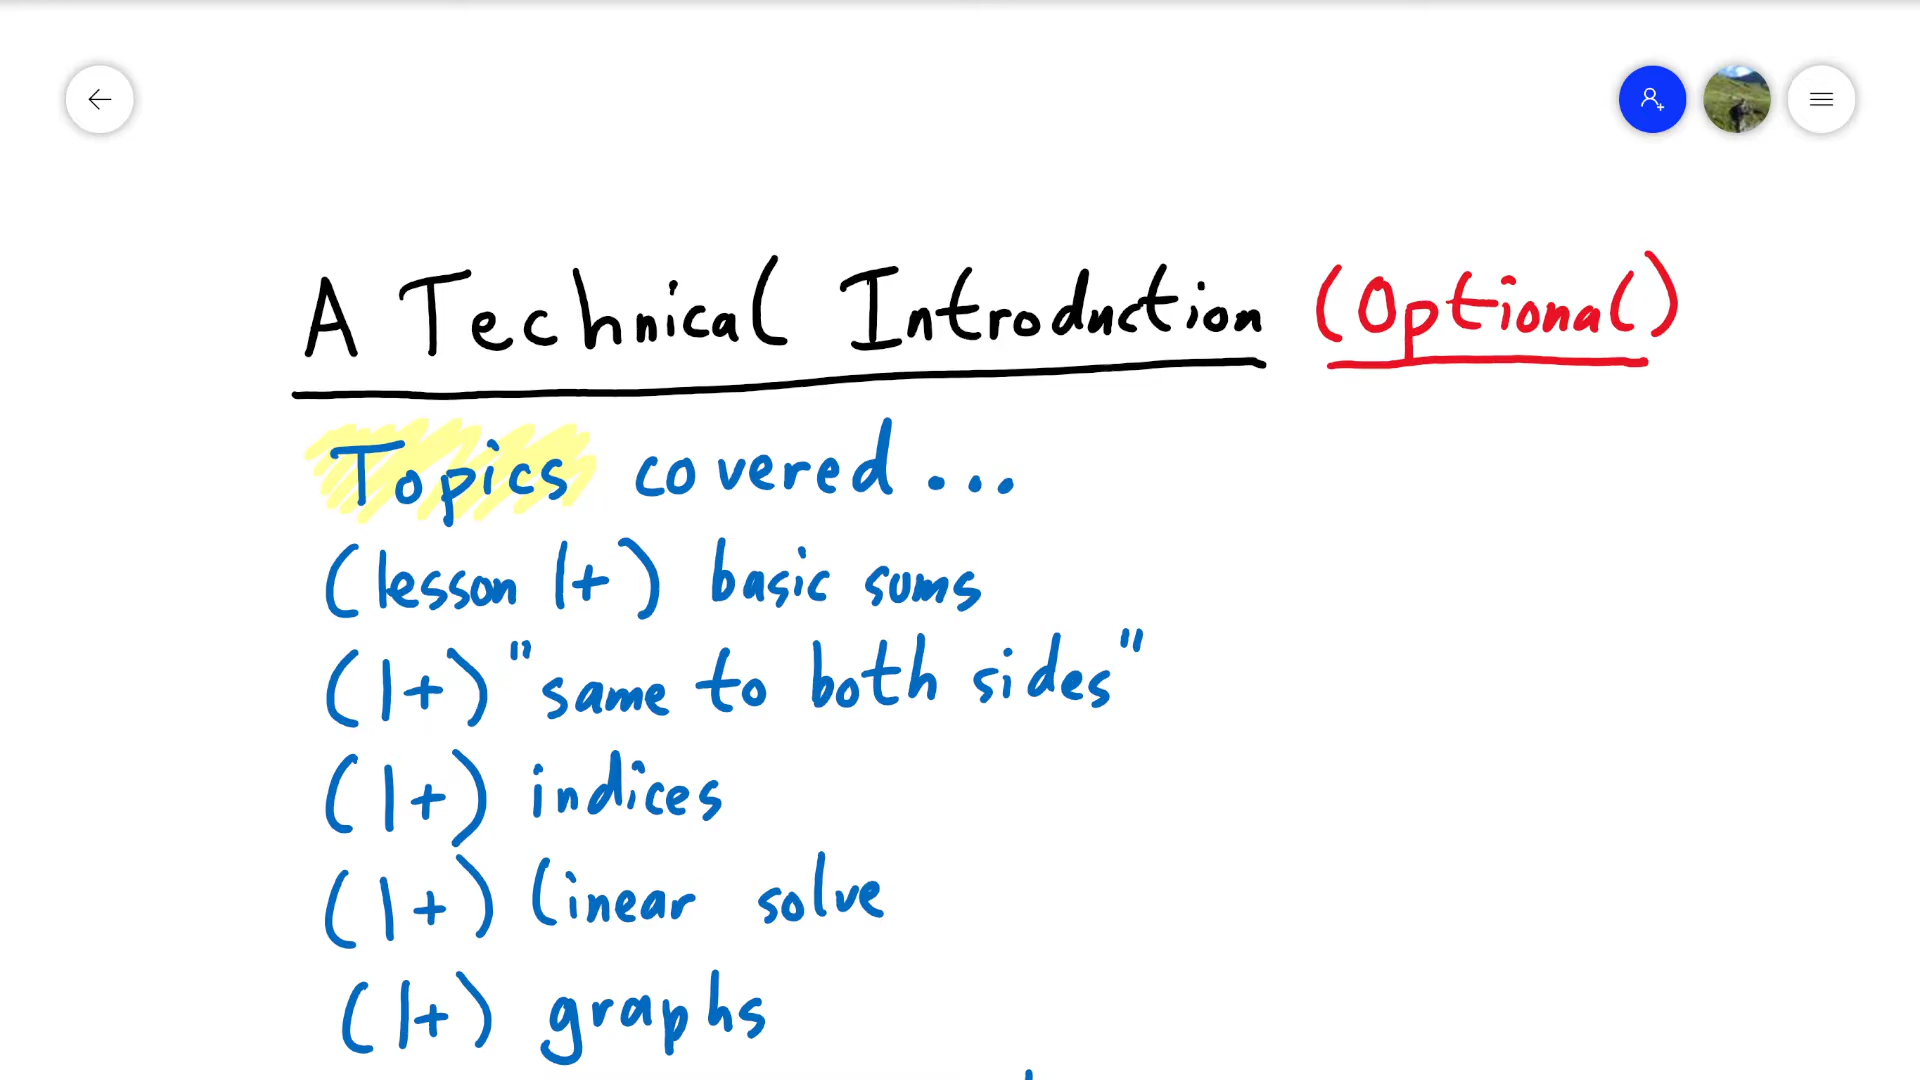 A Technical Introduction (Optional)
Topics covered...
(lesson 1+) basic sums
(1+) "same to both sides"
(1+) indices
(1+) linear solve
(1+) graphs